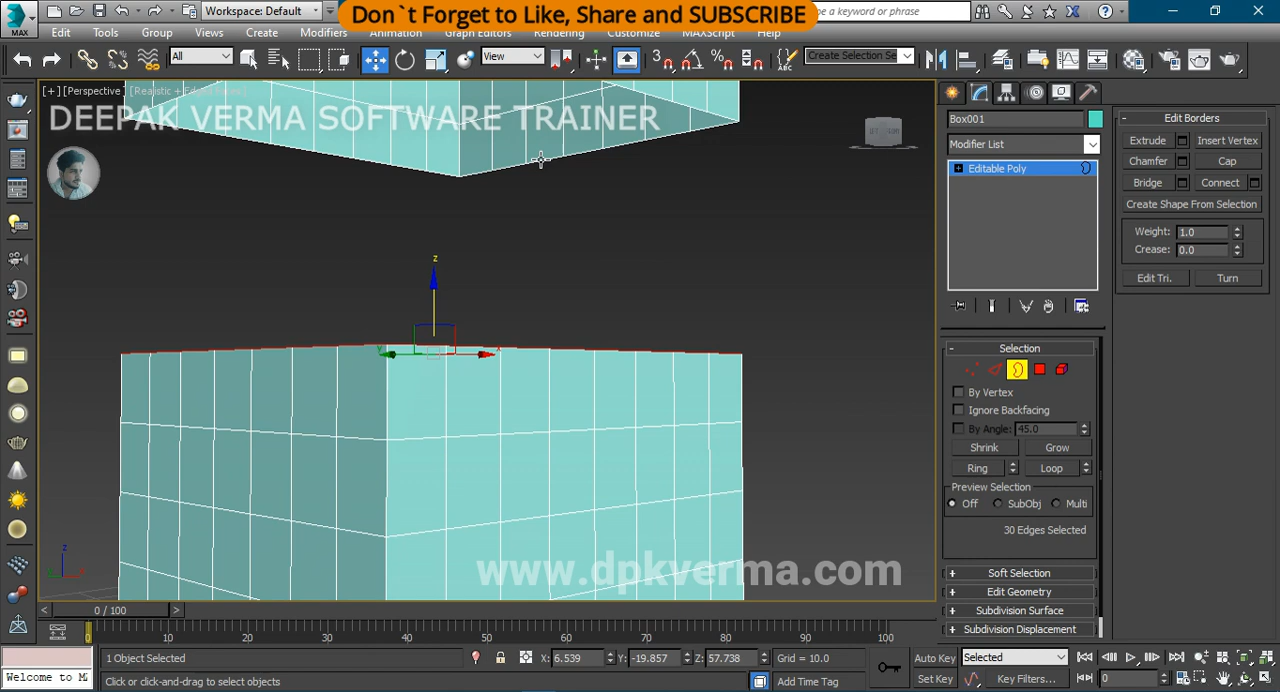 Don`t Forget to Like, Share and SUBSCRIBE
Workspace: Default
e a keyword or phrase
MAX
Edit Tools Group Views Create Modifiers Animation Graph Editors Rendering Customize MAXScript Help
All
View
Create Selection Se
[+] [Perspective] [Realistic + Edged Faces]
DEEPAK VERMA SOFTWARE TRAINER
Box001
Modifier List
Editable Poly
Edit Borders
Extrude Insert Vertex
Chamfer Cap
Bridge Connect
Create Shape From Selection
Weight: 1.0
Crease: 0.0
Edit Tri. Turn
z
y
x
Selection
By Vertex
Ignore Backfacing
By Angle: 45.0
Shrink Grow
Ring Loop
Preview Selection
Off SubObj Multi
30 Edges Selected
Soft Selection
Edit Geometry
Subdivision Surface
Subdivision Displacement
www.dpkverma.com
z
0 / 100
0 10 20 30 40 50 60 70 80 90 100
1 Object Selected
X: 6.539 Y: -19.857 Z: 57.738
Grid = 10.0
Auto Key Selected
Welcome to M
Click or click-and-drag to select objects
Add Time Tag
Set Key Key Filters... 0